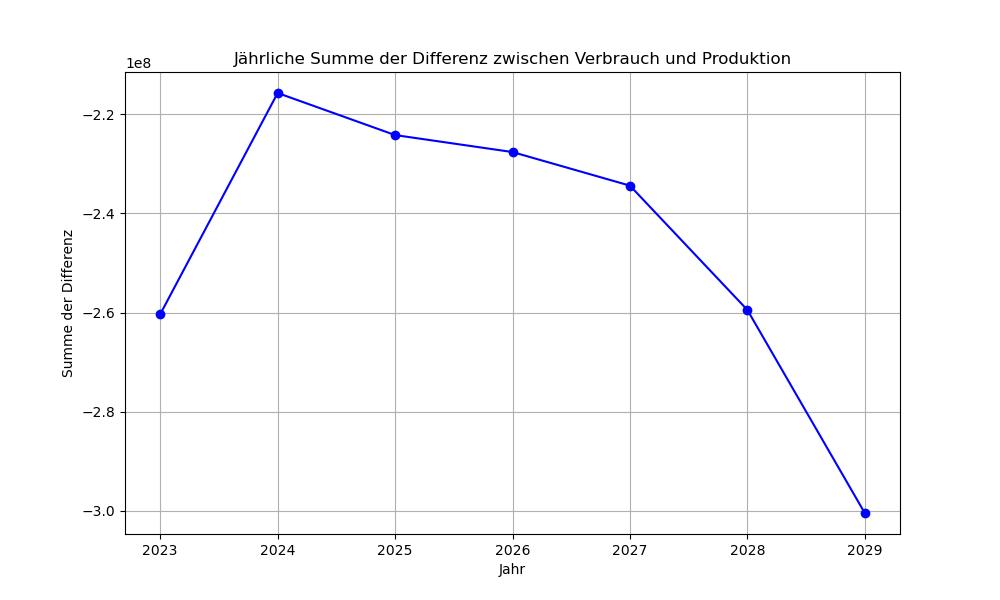 Jährliche Summe der Differenz zwischen Verbrauch und Produktion
1e8
−2.2
−2.4
−2.6
−2.8
−3.0
Summe der Differenz
2023 2024 2025 2026 2027 2028 2029
Jahr